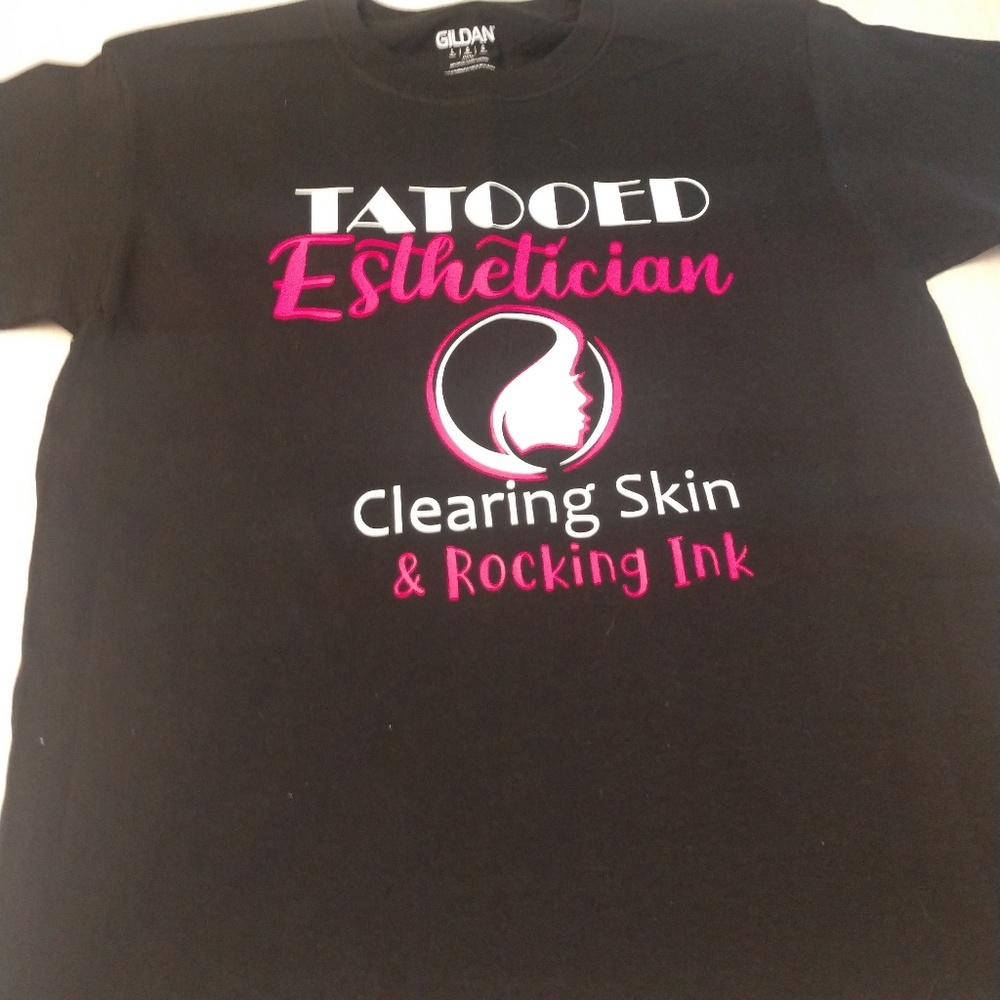 GILDAN
TATOOED
Esthetician
Clearing Skin
& Rocking Ink